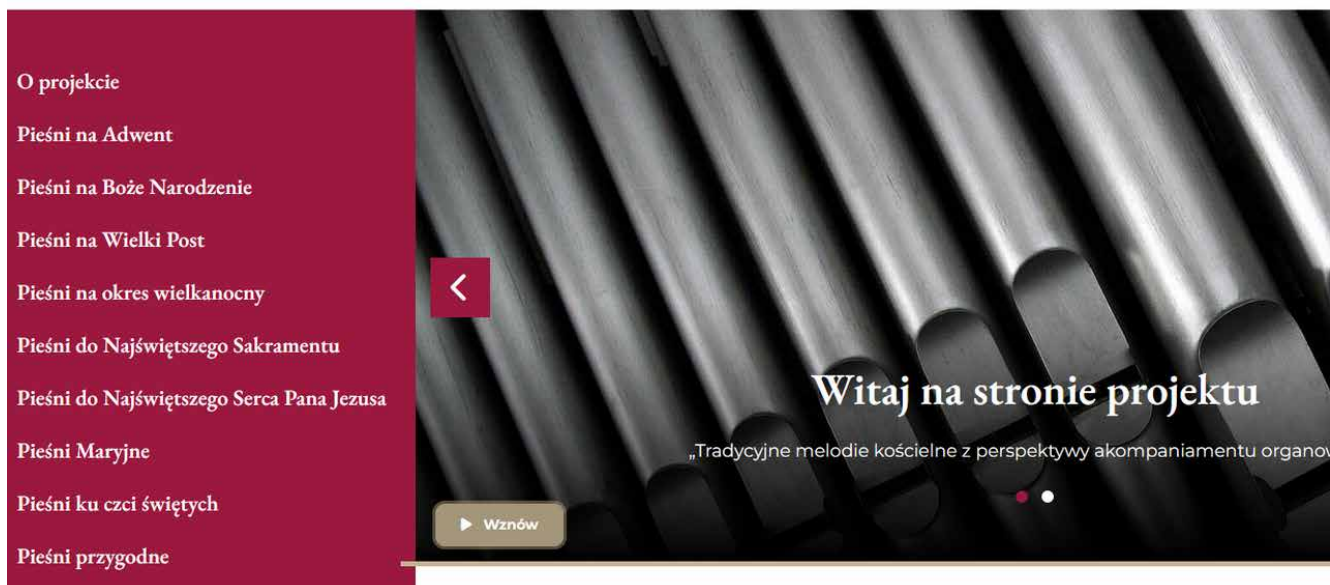 O projekcie
Pieśni na Adwent
Pieśni na Boże Narodzenie
Pieśni na Wielki Post
Pieśni na okres wielkanocny
Pieśni do Najświętszego Sakramentu
Pieśni do Najświętszego Serca Pana Jezusa
Pieśni Maryjne
Pieśni ku czci świętych
Pieśni przygodne
Witaj na stronie projektu
„Tradycyjne melodie kościelne z perspektywy akompaniamentu
Wznów